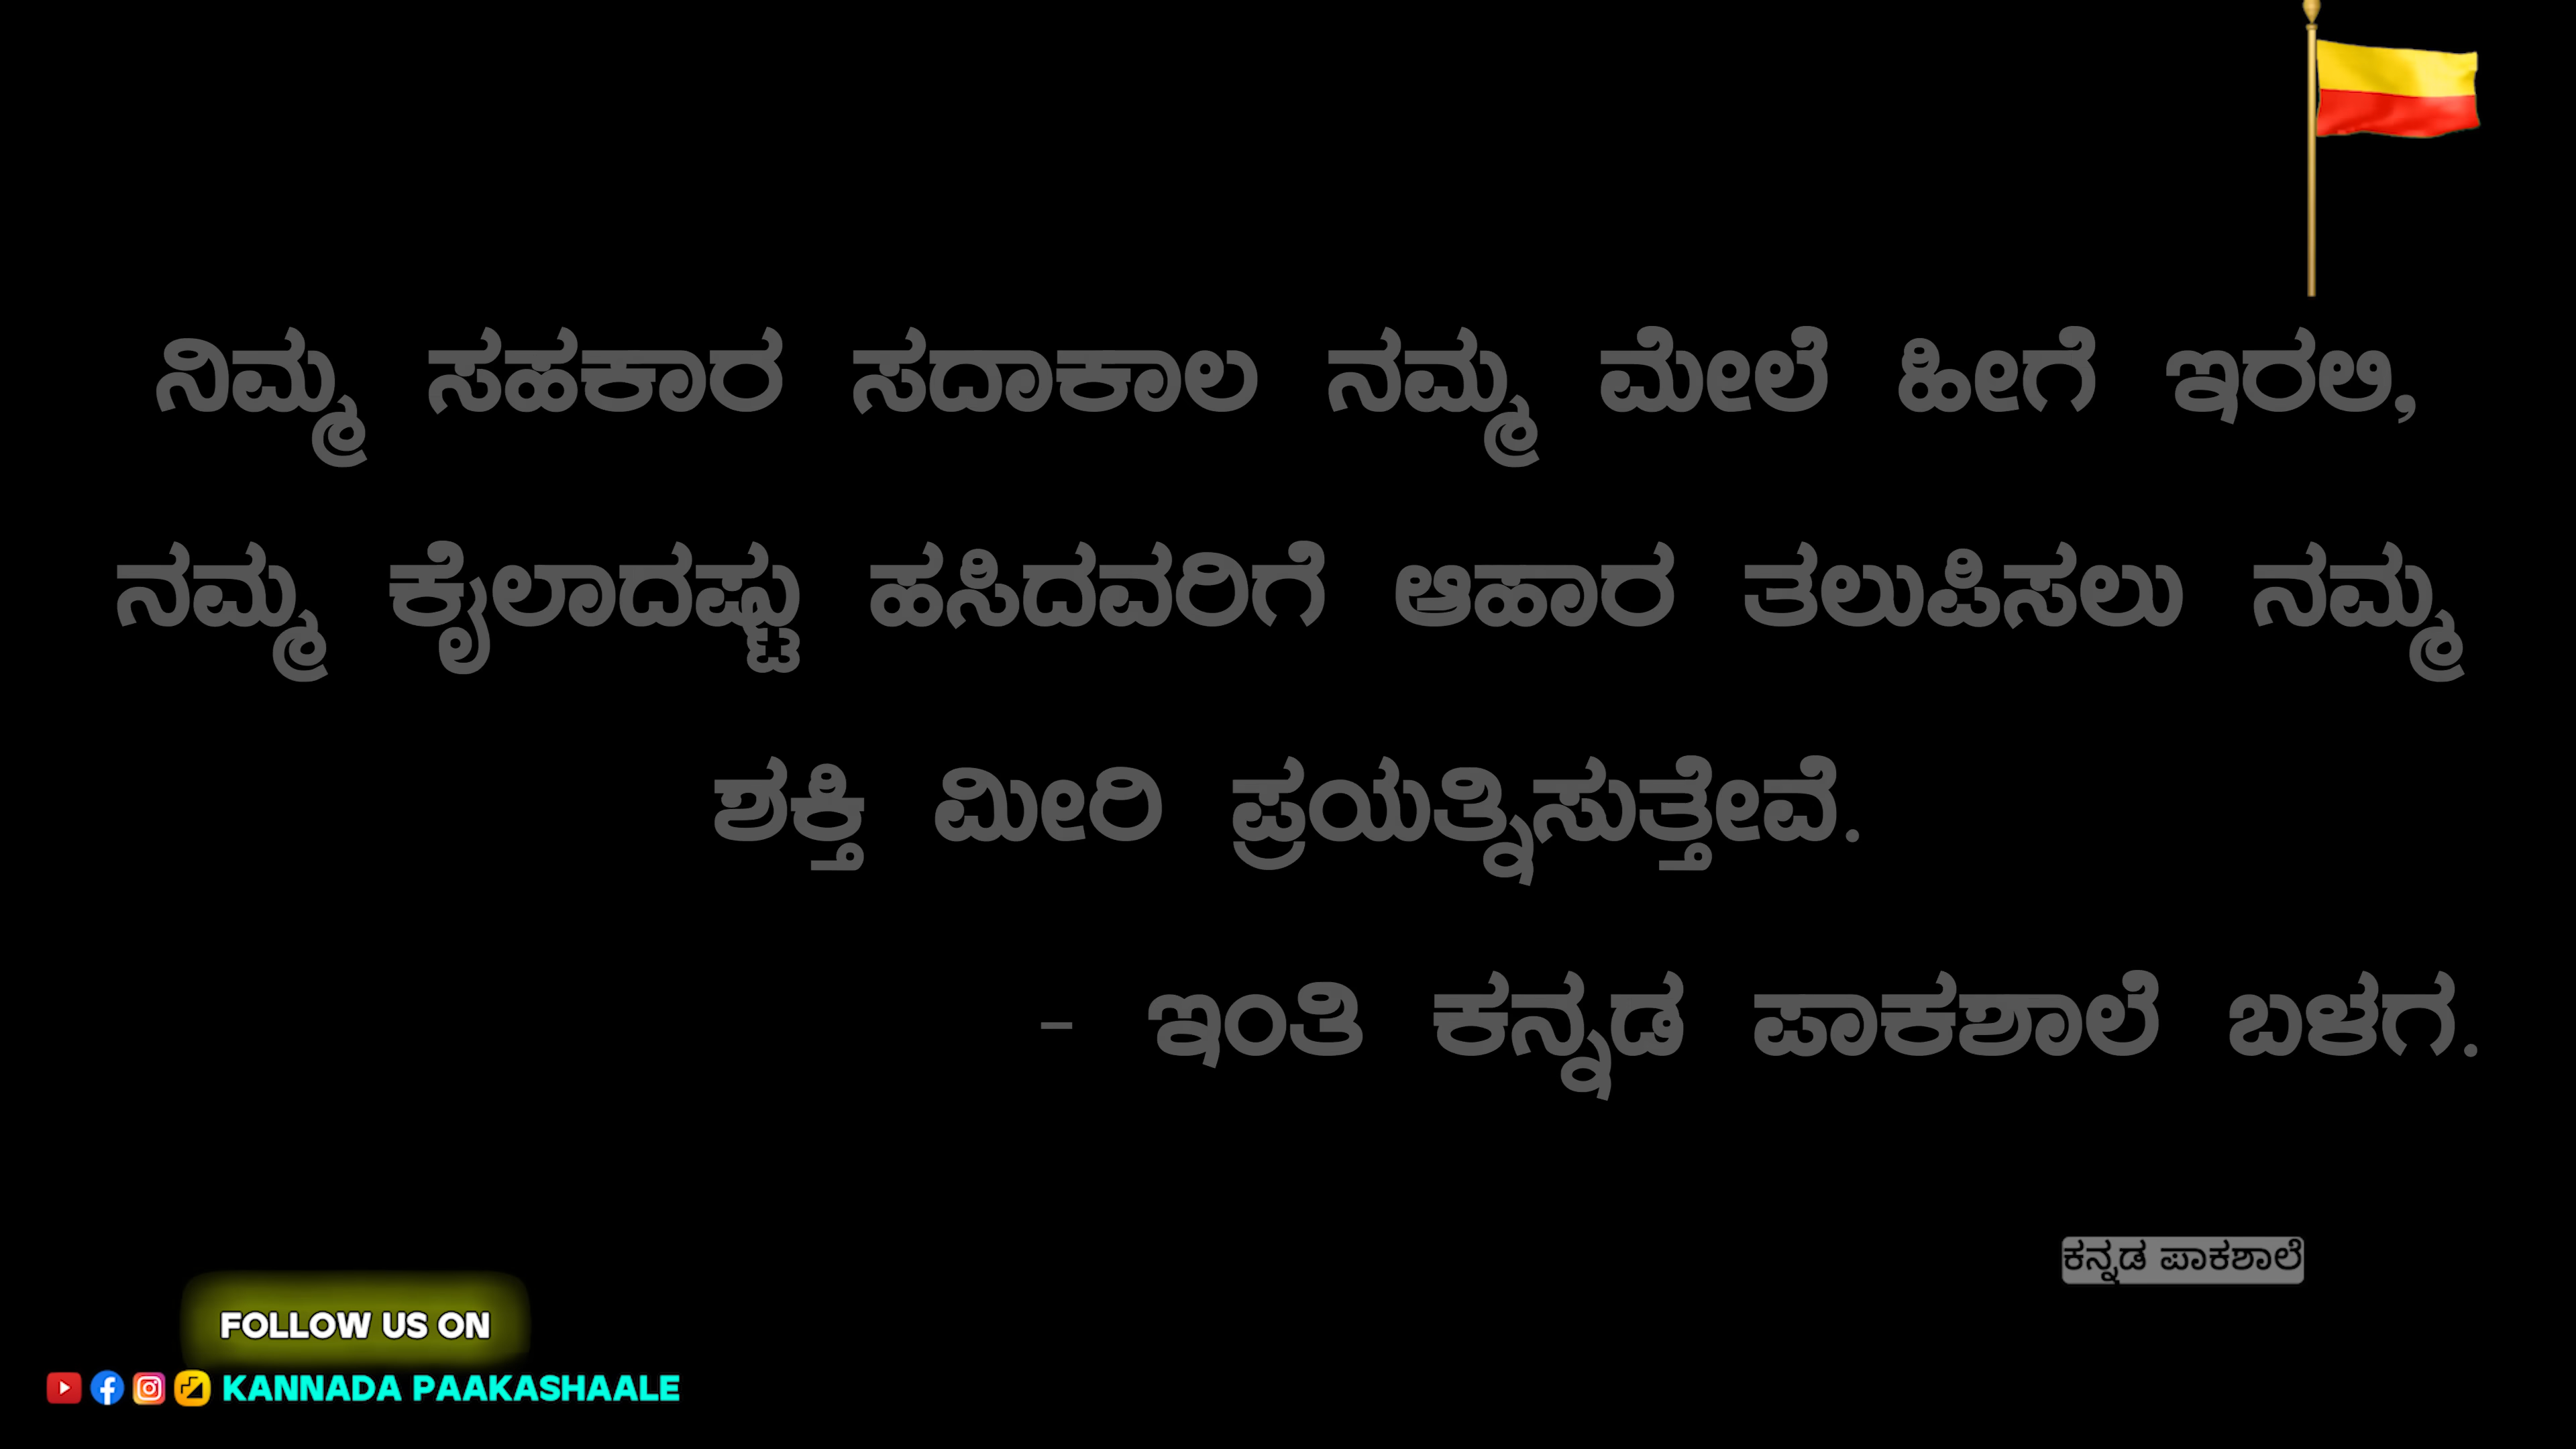 ನಿಮ್ಮ ಸಹಕಾರ ಸದಾಕಾಲ ನಮ್ಮ ಮೇಲೆ ಹೀಗೆ ಇರಲಿ,
ನಮ್ಮ ಕೈಲಾದಷ್ಟು ಹಸಿದವರಿಗೆ ಆಹಾರ ತಲುಪಿಸಲು ನಮ್ಮ
ಶಕ್ತಿ ಮೀರಿ ಪ್ರಯತ್ನಿಸುತ್ತೇವೆ.
- ಇಂತಿ ಕನ್ನಡ ಪಾಕಶಾಲೆ ಬಳಗ.
ಕನ್ನಡ ಪಾಕಶಾಲೆ
FOLLOW US ON
KANNADA PAAKASHAALE